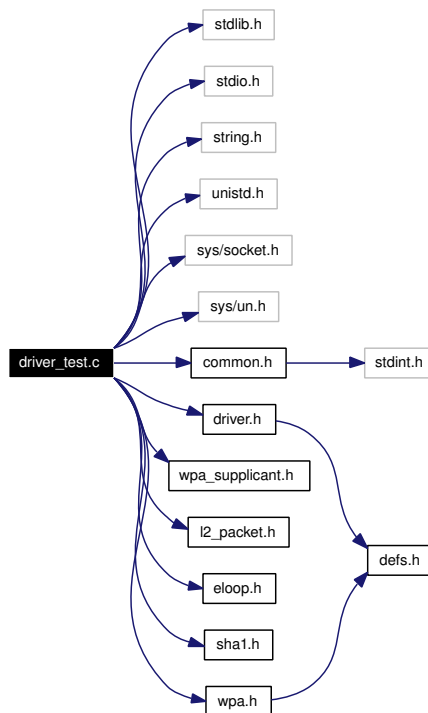 stdlib.h
stdio.h
string.h
unistd.h
sys/socket.h
sys/un.h
driver_test.c
common.h
stdint.h
driver.h
wpa_supplicant.h
l2_packet.h
defs.h
eloop.h
sha1.h
wpa.h